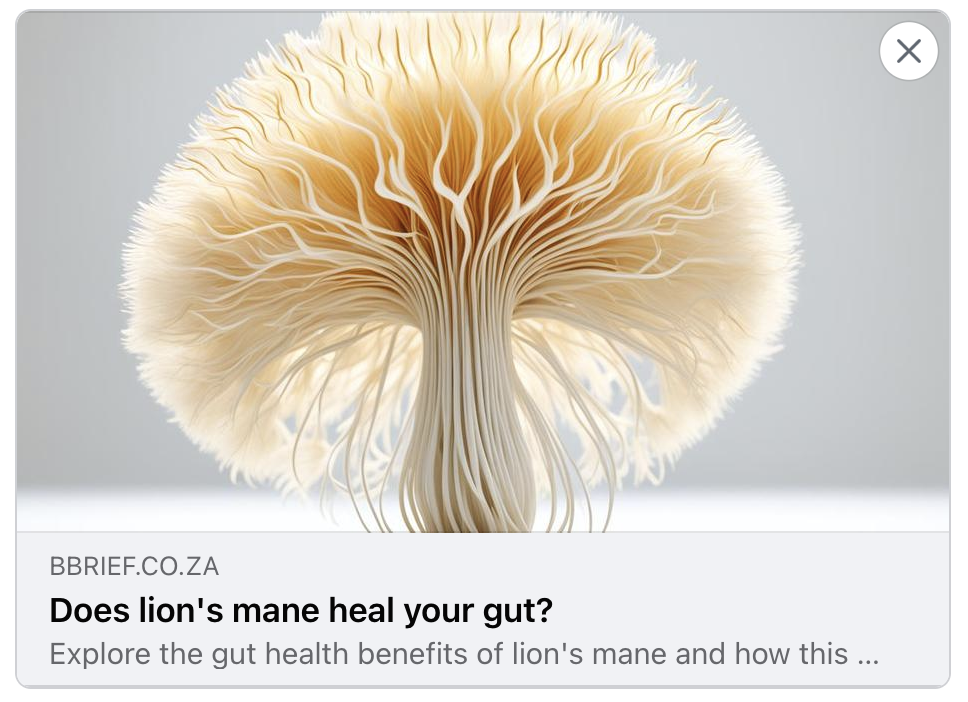 BBRIEF.CO.ZA
Does lion's mane heal your gut?
Explore the gut health benefits of lion's mane and how this ...